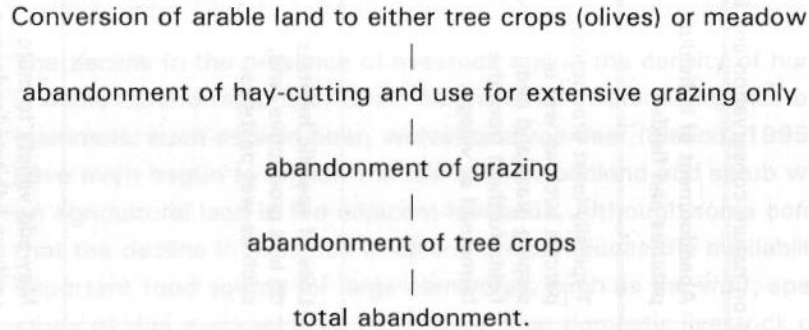 Conversion of arable land to either tree crops (olives) or meadow
abandonment of hay-cutting and use for extensive grazing only
abandonment of grazing
abandonment of tree crops
total abandonment.